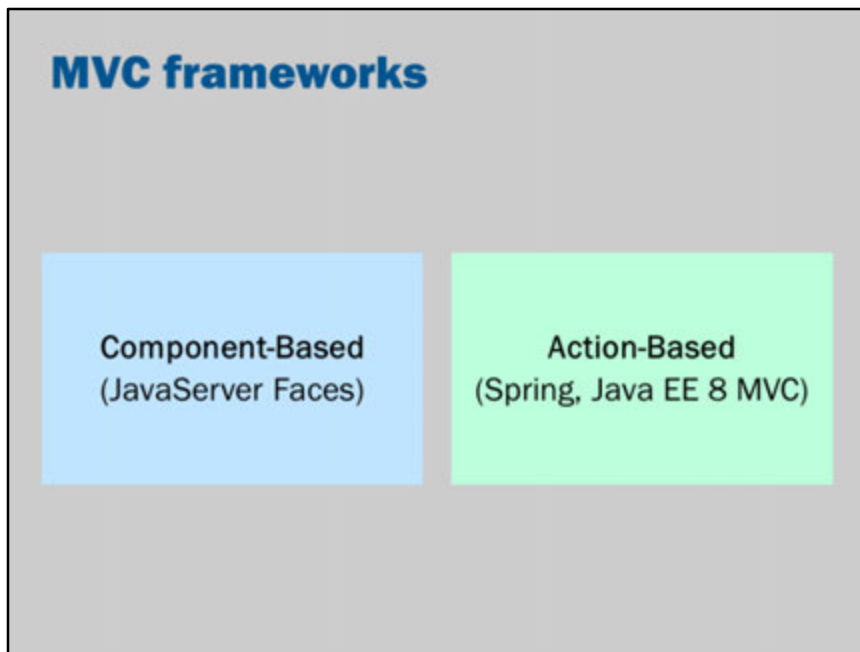 MVC frameworks
Component-Based
(JavaServer Faces)
Action-Based
(Spring, Java EE 8 MVC)